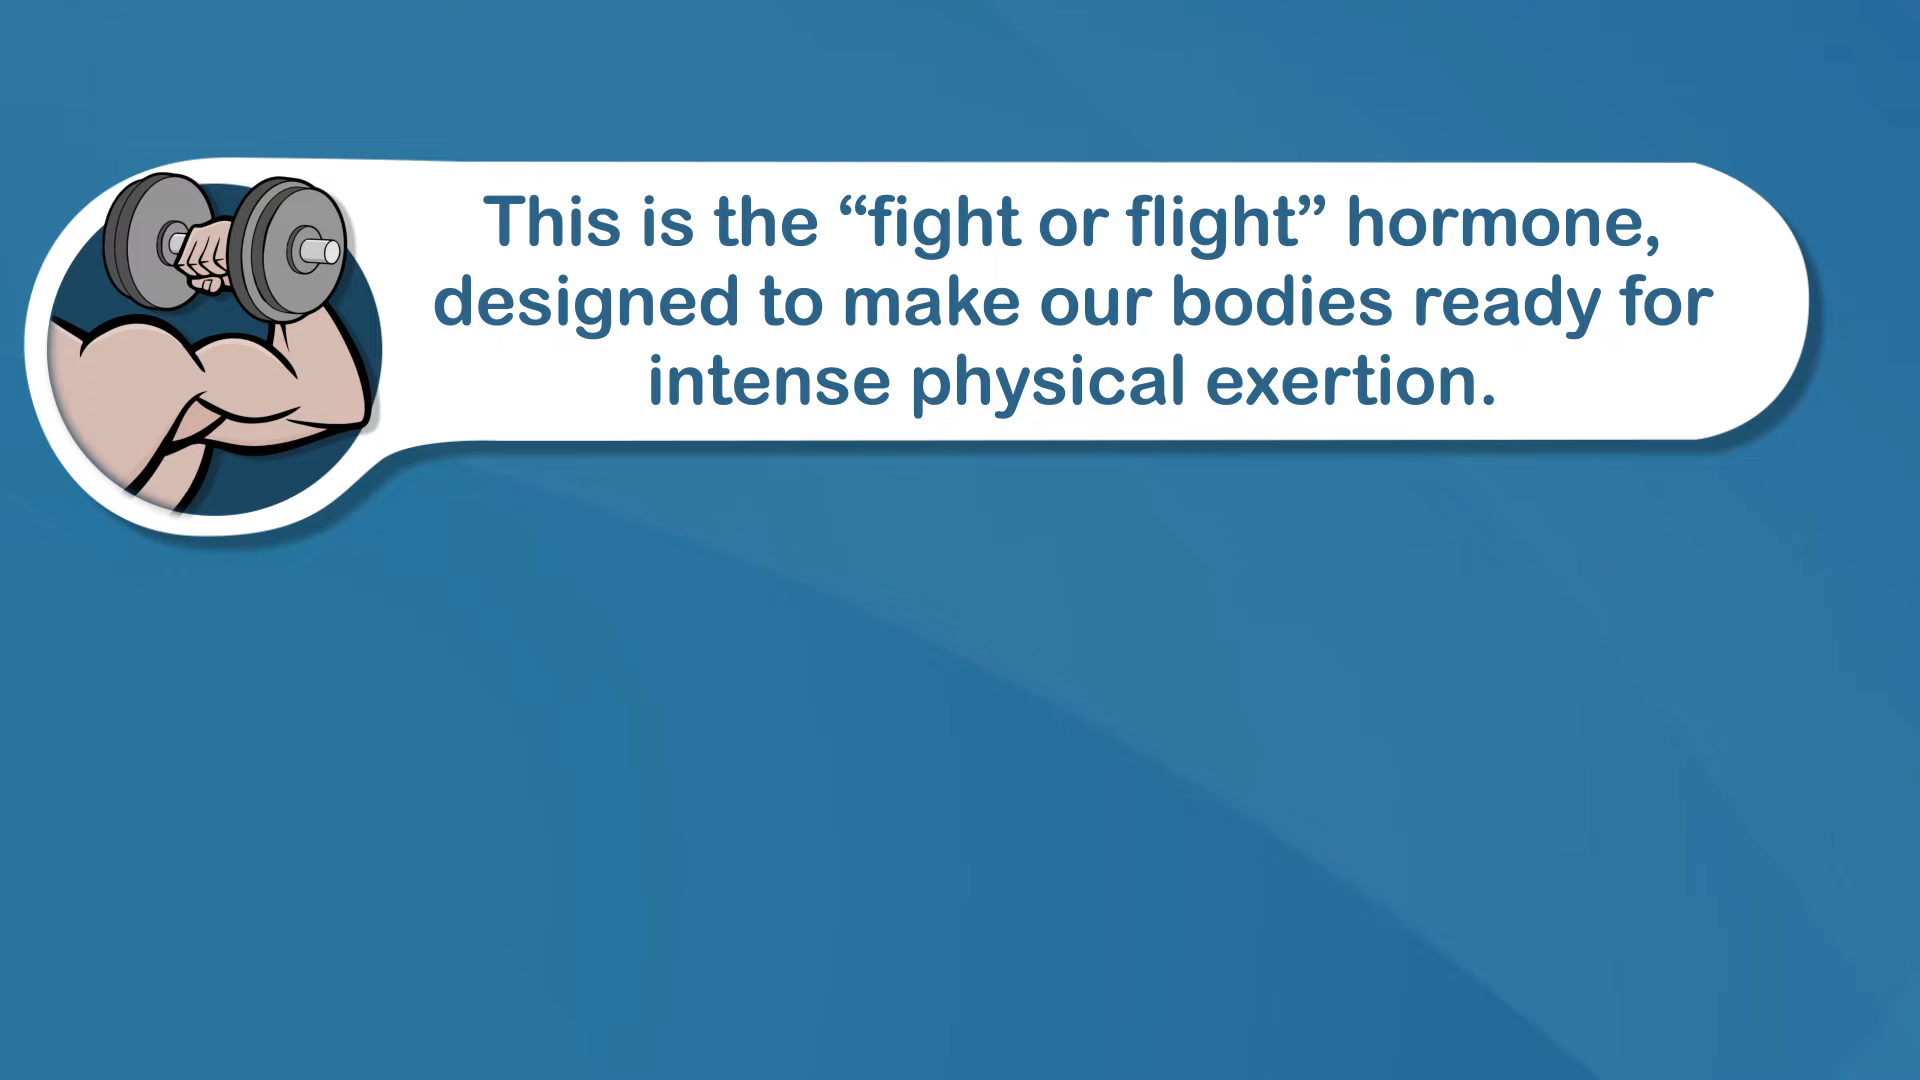 This is the “fight or flight” hormone,
designed to make our bodies ready for
intense physical exertion.